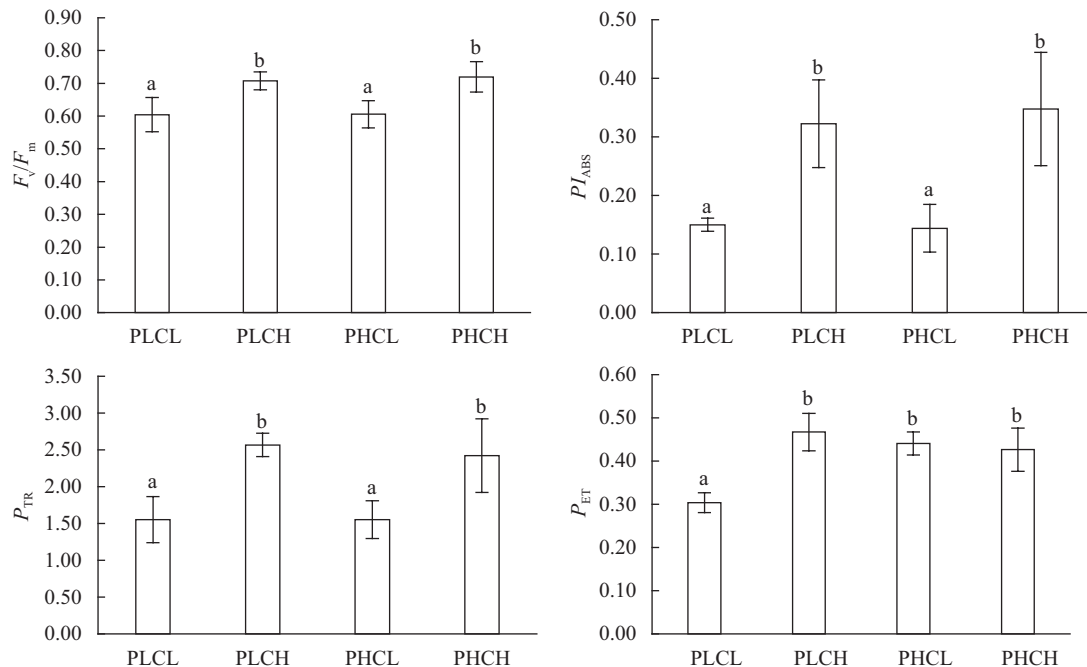 0.90
0.80
0.70
0.60
0.50
0.40
0.30
0.20
0.10
0.00
Fv/Fm
a
b
a
b
PLCL PLCH PHCL PHCH
0.50
0.40
0.30
0.20
0.10
0.00
PIABS
a
b
a
b
PLCL PLCH PHCL PHCH
3.50
3.00
2.50
2.00
1.50
1.00
0.50
0.00
PTR
a
b
a
b
PLCL PLCH PHCL PHCH
0.60
0.50
0.40
0.30
0.20
0.10
0.00
PET
a
b
b
b
PLCL PLCH PHCL PHCH